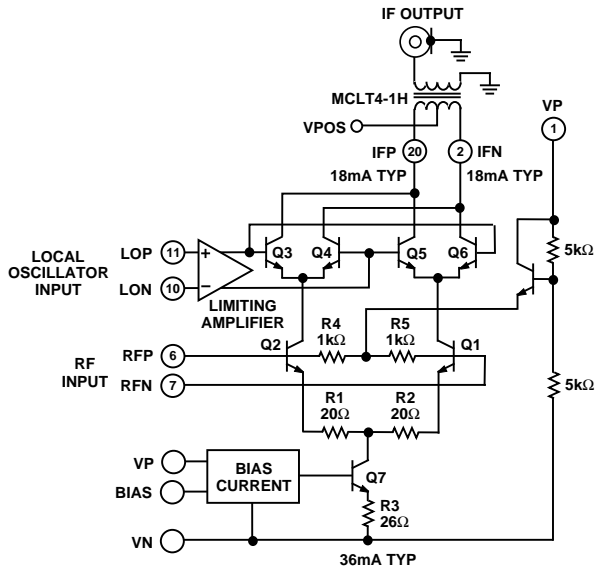 IF OUTPUT
MCLT4-1H
VP
1
VPOS
IFP 20 2 IFN
18mA TYP 18mA TYP
LOCAL
OSCILLATOR
INPUT
LOP 11 + Q3 Q4 Q5 Q6
5kΩ
LON 10 –
LIMITING
AMPLIFIER
R4
1kΩ
R5
1kΩ
Q2 Q1
RF
INPUT
RFP 6
RFN 7
5kΩ
R1
20Ω
R2
20Ω
VP
BIAS
BIAS
CURRENT
Q7
R3
26Ω
VN
36mA TYP